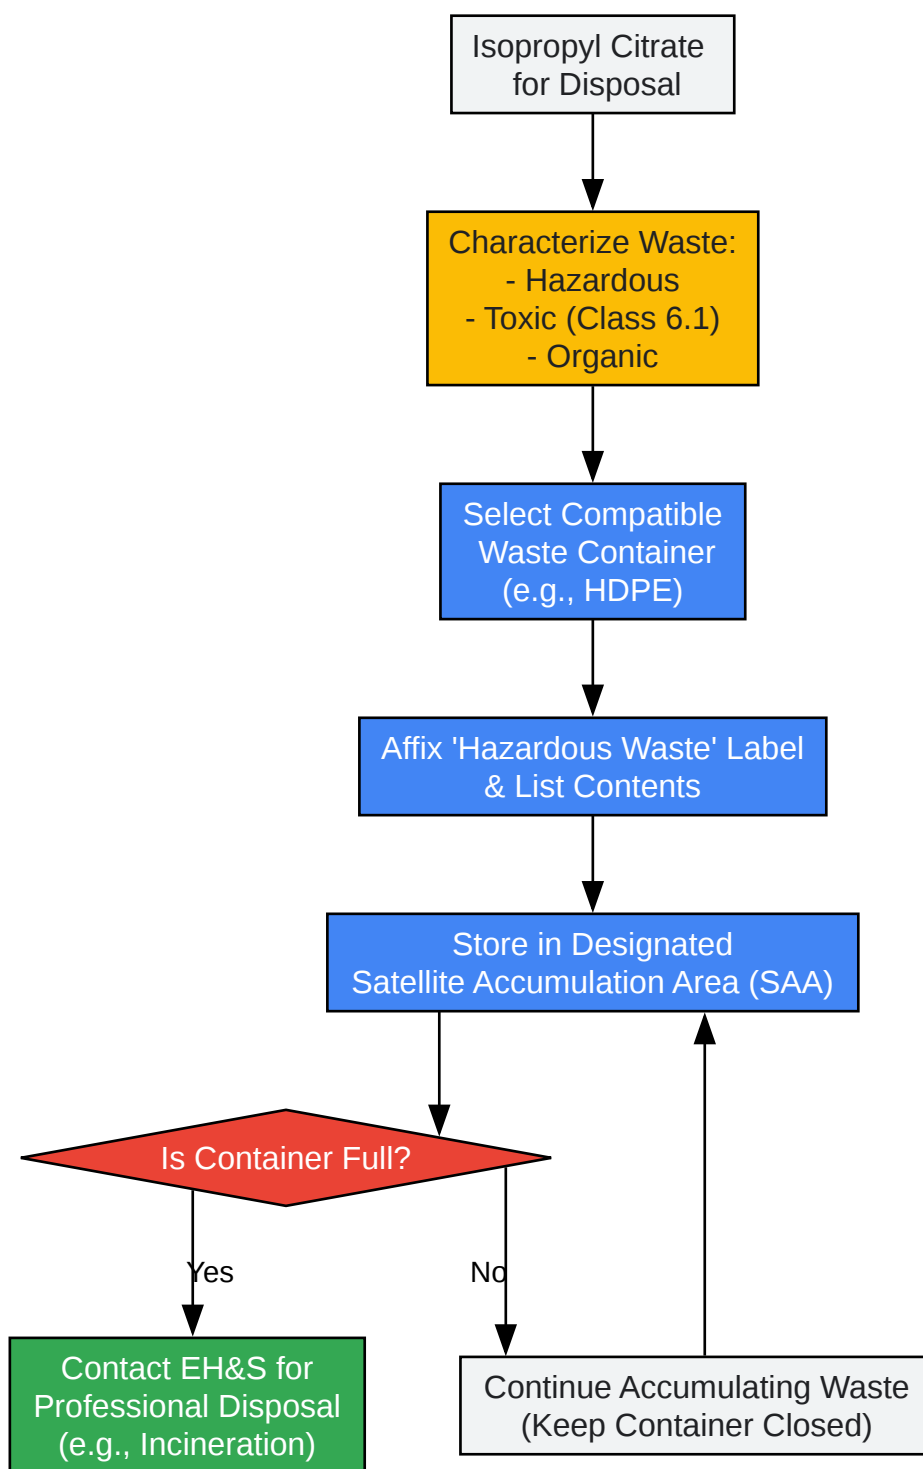 Isopropyl Citrate
for Disposal
Characterize Waste:
- Hazardous
- Toxic (Class 6.1)
- Organic
Select Compatible
Waste Container
(e.g., HDPE)
Affix 'Hazardous Waste' Label
& List Contents
Store in Designated
Satellite Accumulation Area (SAA)
Is Container Full?
Yes
No
Contact EH&S for
Professional Disposal
(e.g., Incineration)
Continue Accumulating Waste
(Keep Container Closed)